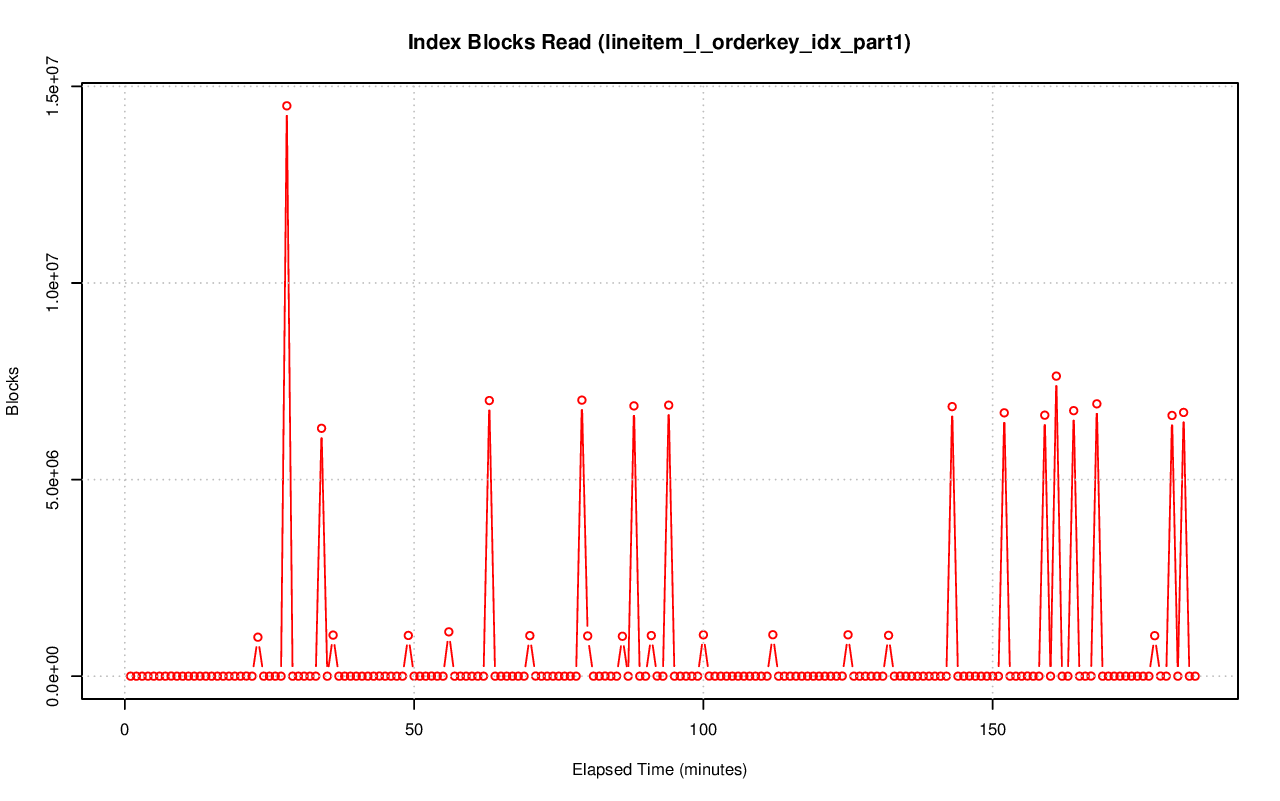 Index Blocks Read (lineitem_l_orderkey_idx_part1)
Blocks
1.5e+07
1.0e+07
5.0e+06
0.0e+00
0 50 100 150
Elapsed Time (minutes)